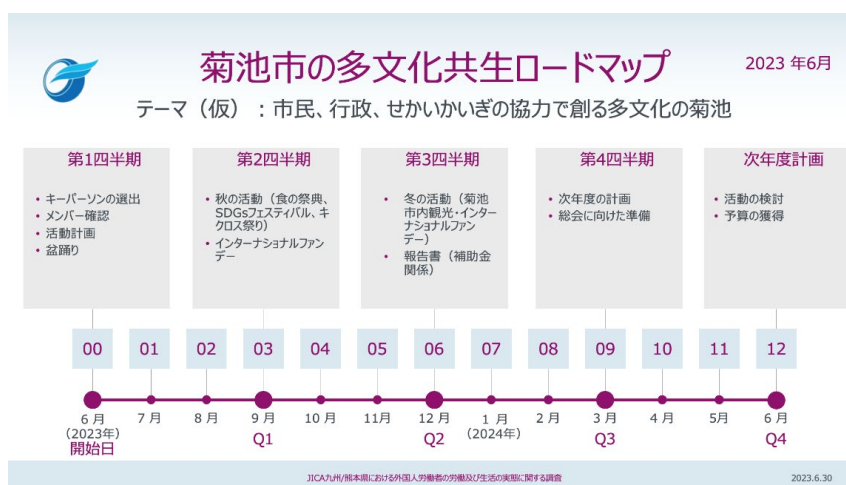 菊池市の多文化共生ロードマップ
2023 年6月
テーマ（仮）：市民、行政、せかいかいぎの協力で創る多文化の菊池
第1四半期
• キーパーソンの選出
• メンバー確認
• 活動計画
• 盆踊り
第2四半期
• 秋の活動（食の祭典、
SDGsフェスティバル、キ
クロス祭り）
• インターナショナルファン
デー
第3四半期
• 冬の活動（菊池
市内観光・インター
ナショナルファン
デー）
• 報告書（補助金
関係）
第4四半期
• 次年度の計画
• 総会に向けた準備
次年度計画
• 活動の検討
• 予算の獲得
00 01 02 03 04 05 06 07 08 09 10 11 12
6 月 7 月 8 月 9 月 10 月 11月 12 月 1 月 2 月 3 月 4 月 5月 6 月
（2023年） （2024年）
開始日 Q1 Q2 Q3 Q4
JICA九州/熊本県における外国人労働者の労働及び生活の実態に関する調査
2023.6.30